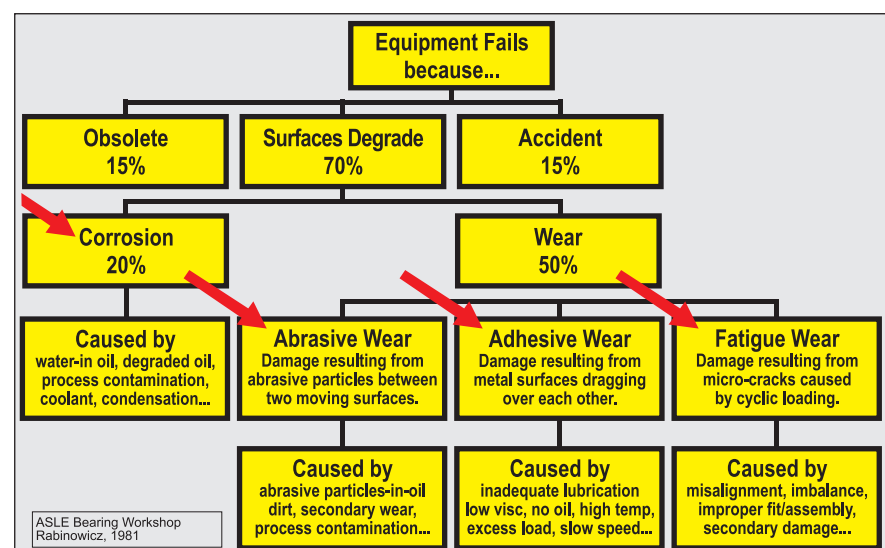 Equipment Fails
because...
Obsolete
15%
Surfaces Degrade
70%
Accident
15%
Corrosion
20%
Wear
50%
Caused by
water-in oil, degraded oil,
process contamination,
coolant, condensation...
Abrasive Wear
Damage resulting from
abrasive particles between
two moving surfaces.
Adhesive Wear
Damage resulting from
metal surfaces dragging
over each other.
Fatigue Wear
Damage resulting from
micro-cracks caused
by cyclic loading.
Caused by
abrasive particles-in-oil
dirt, secondary wear,
process contamination...
Caused by
inadequate lubrication
low visc, no oil, high temp,
excess load, slow speed...
Caused by
misalignment, imbalance,
improper fit/assembly,
secondary damage...
ASLE Bearing Workshop
Rabinowicz, 1981